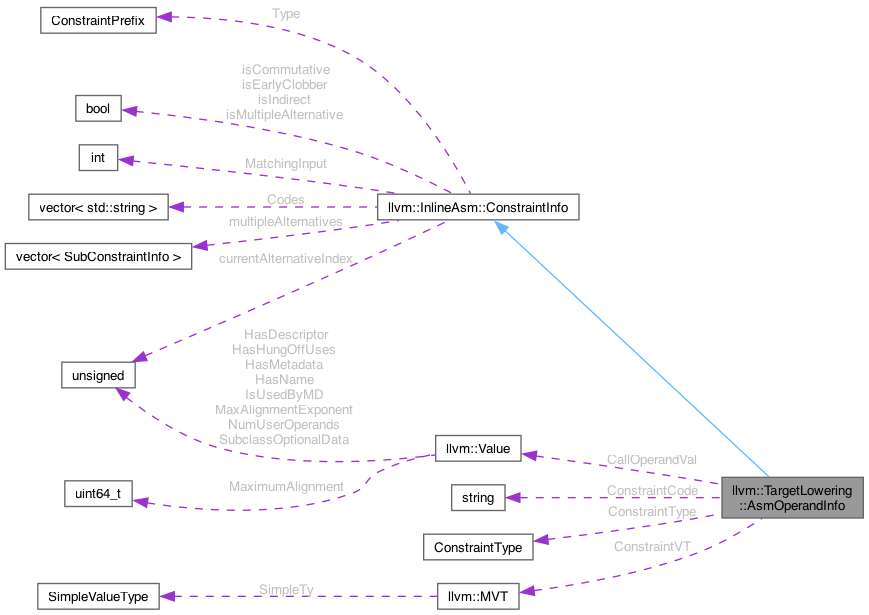 ConstraintPrefix
Type
isCommutative
isEarlyClobber
isIndirect
isMultipleAlternative
bool
int
MatchingInput
vector< std::string >
Codes
llvm::InlineAsm::ConstraintInfo
multipleAlternatives
vector< SubConstraintInfo >
currentAlternativeIndex
unsigned
HasDescriptor
HasHungOffUses
HasMetadata
HasName
IsUsedByMD
MaxAlignmentExponent
NumUserOperands
SubclassOptionalData
llvm::Value
CallOperandVal
uint64_t
MaximumAlignment
string
ConstraintCode
llvm::TargetLowering
::AsmOperandInfo
ConstraintType
ConstraintType
ConstraintVT
SimpleValueType
SimpleTy
llvm::MVT